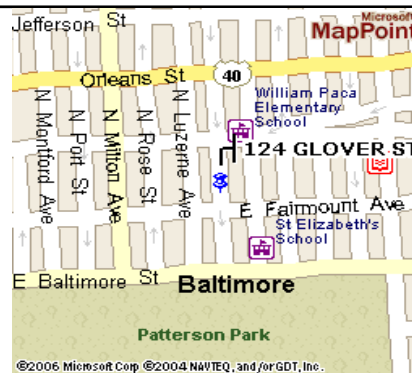 Jefferson St
Microsoft
MapPoint
Orleans St
40
William Paca
Elementary
School
N Montford Ave
N Port St
N Milton Ave
N Rose St
N Luzerne Ave
124 GLOVER ST
E Fairmount Ave
St Elizabeth's
School
E Baltimore St
Baltimore
Patterson Park
©2006 Microsoft Corp ©2004 NAVTEQ, and/or GDT, Inc.